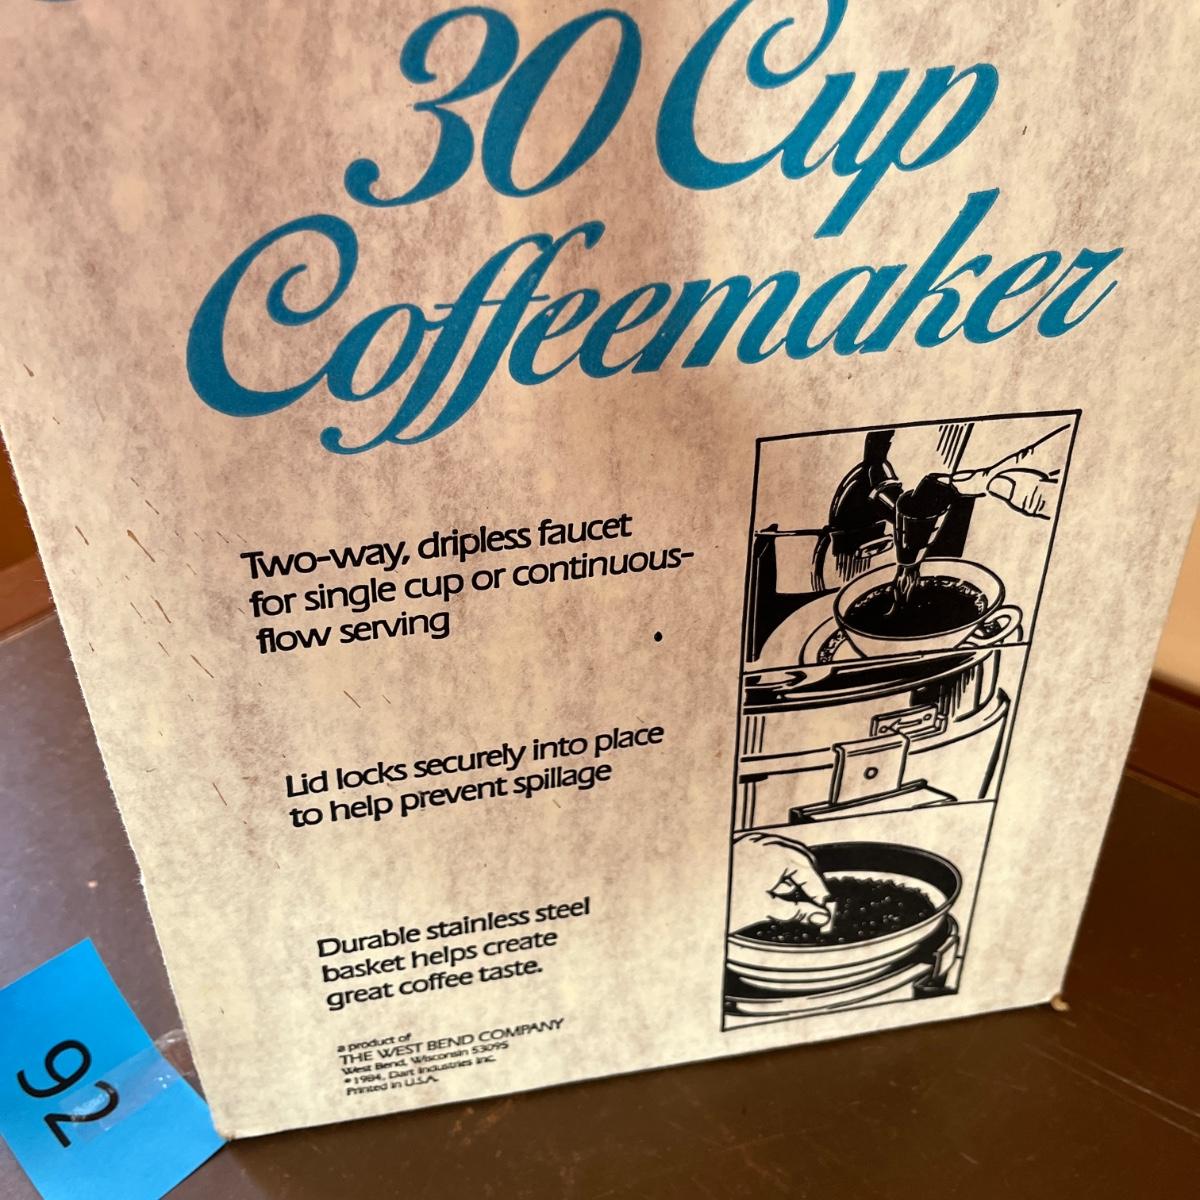 30 Cup
Coffeemaker
Two-way, dripless faucet
for single cup or continuous-
flow serving
Lid locks securely into place
to help prevent spillage
Durable stainless steel
basket helps create
great coffee taste.
a product of
THE WEST BEND COMPANY
West Bend, Wisconsin 53095
©1984, Dart Industries Inc.
Printed in U.S.A.
92